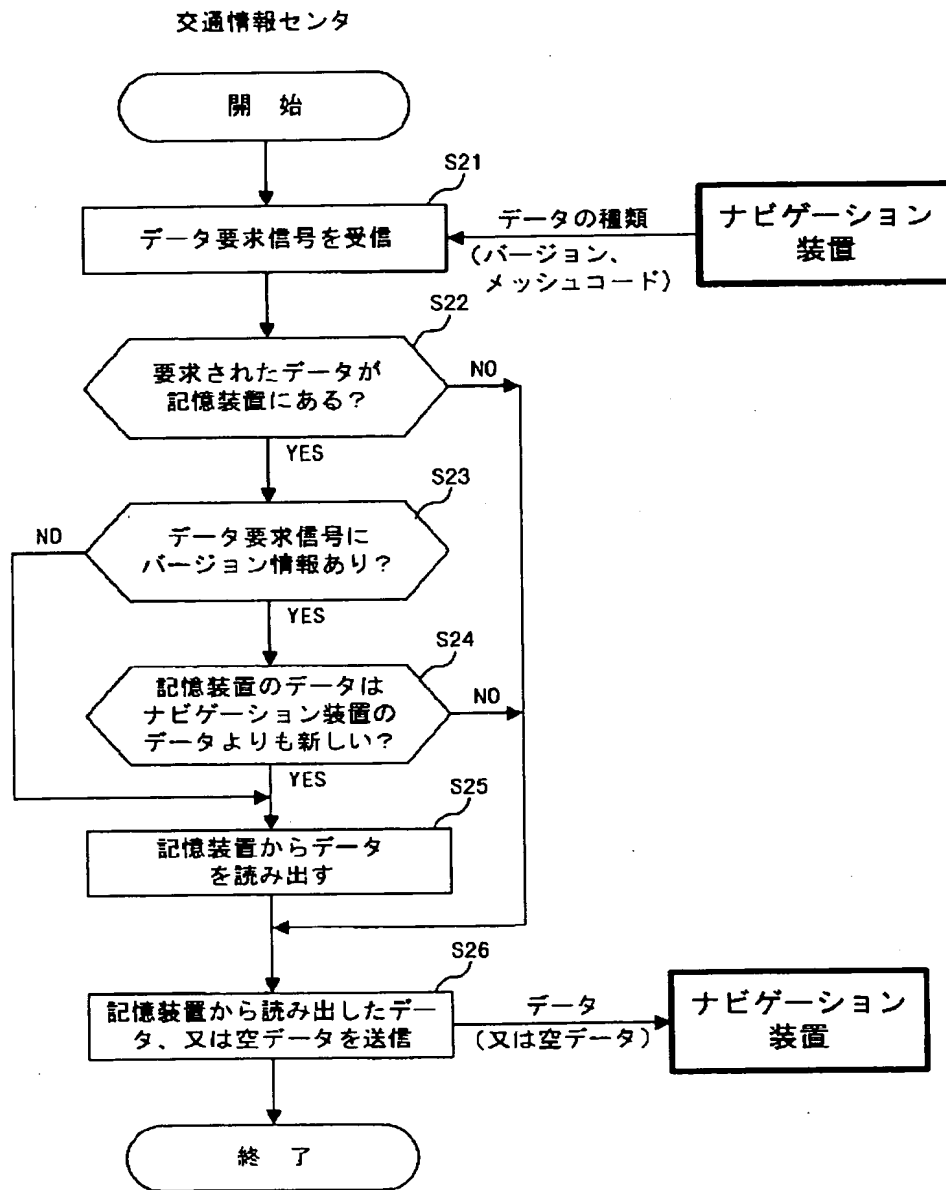 交通情報センタ
開 始
S21
データ要求信号を受信
データの種類
(バージョン、
メッシュコード)
ナビゲーション
装置
S22
要求されたデータが
記憶装置にある?
NO
YES
S23
データ要求信号に
バージョン情報あり?
NO
YES
S24
記憶装置のデータは
ナビゲーション装置の
データよりも新しい?
NO
YES
S25
記憶装置からデータ
を読み出す
S26
記憶装置から読み出したデー
タ、又は空データを送信
データ
(又は空データ)
ナビゲーション
装置
終 了